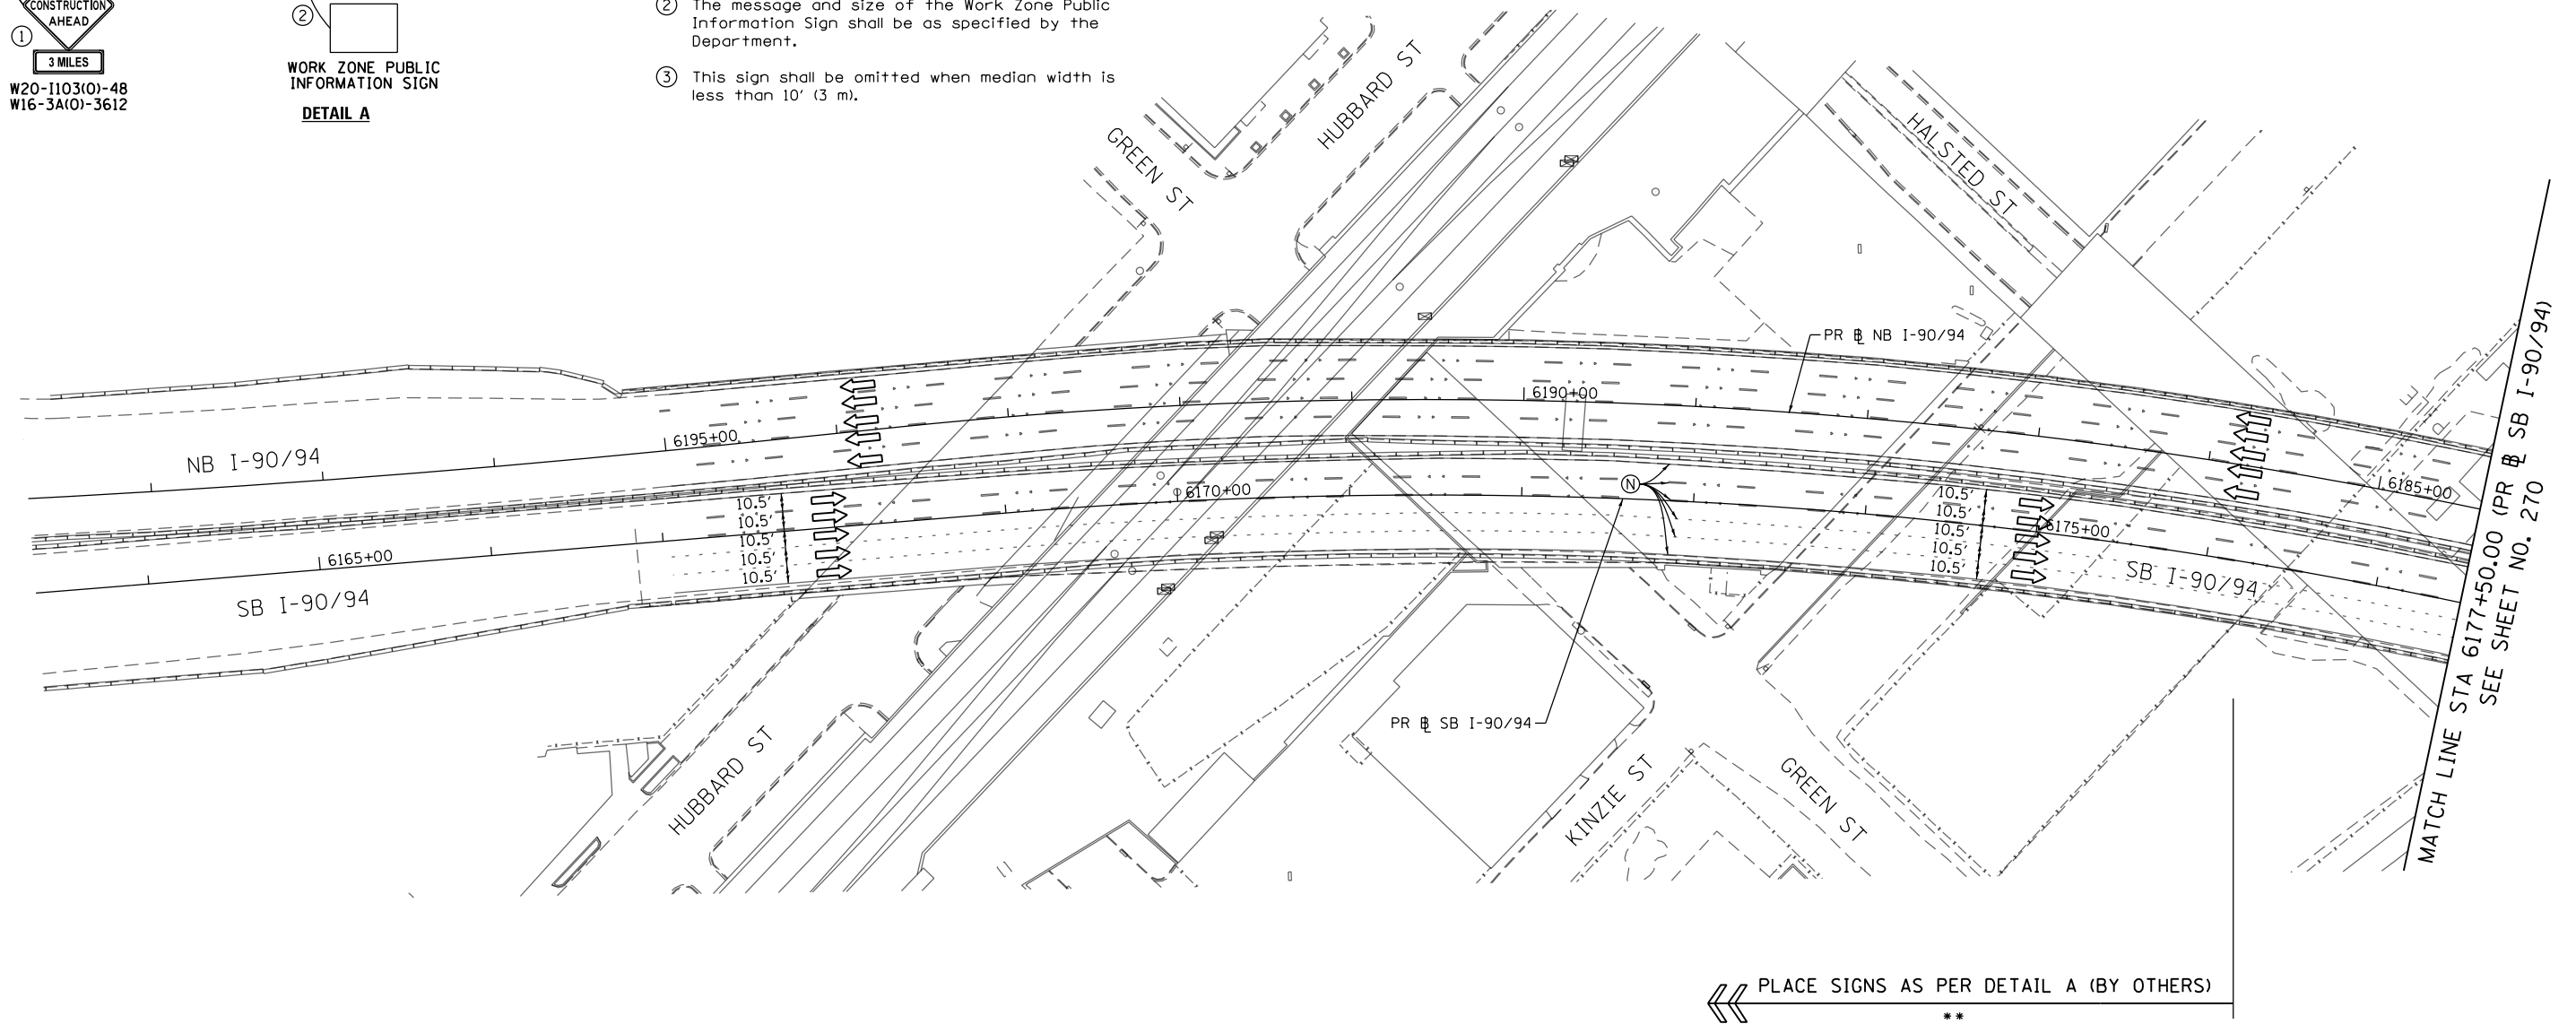 CONSTRUCTION
AHEAD
①
3 MILES
W20-I103(O)-48
W16-3A(O)-3612
②
WORK ZONE PUBLIC
INFORMATION SIGN
DETAIL A
② The message and size of the Work Zone Public
Information Sign shall be as specified by the
Department.
③ This sign shall be omitted when median width is
less than 10' (3 m).
GREEN ST
HUBBARD ST
HALSTED ST
PR ⅊ NB I-90/94
6190+00
6195+00
NB I-90/94
6185+00
6170+00
N
10.5'
10.5'
10.5'
10.5'
10.5'
10.5'
10.5'
10.5'
10.5'
10.5'
6175+00
6165+00
SB I-90/94
SB I-90/94
PR ⅊ SB I-90/94
HUBBARD ST
KINZIE ST
GREEN ST
MATCH LINE STA 6177+50.00 (PR ⅊ SB I-90/94)
SEE SHEET NO. 270
PLACE SIGNS AS PER DETAIL A (BY OTHERS)
**